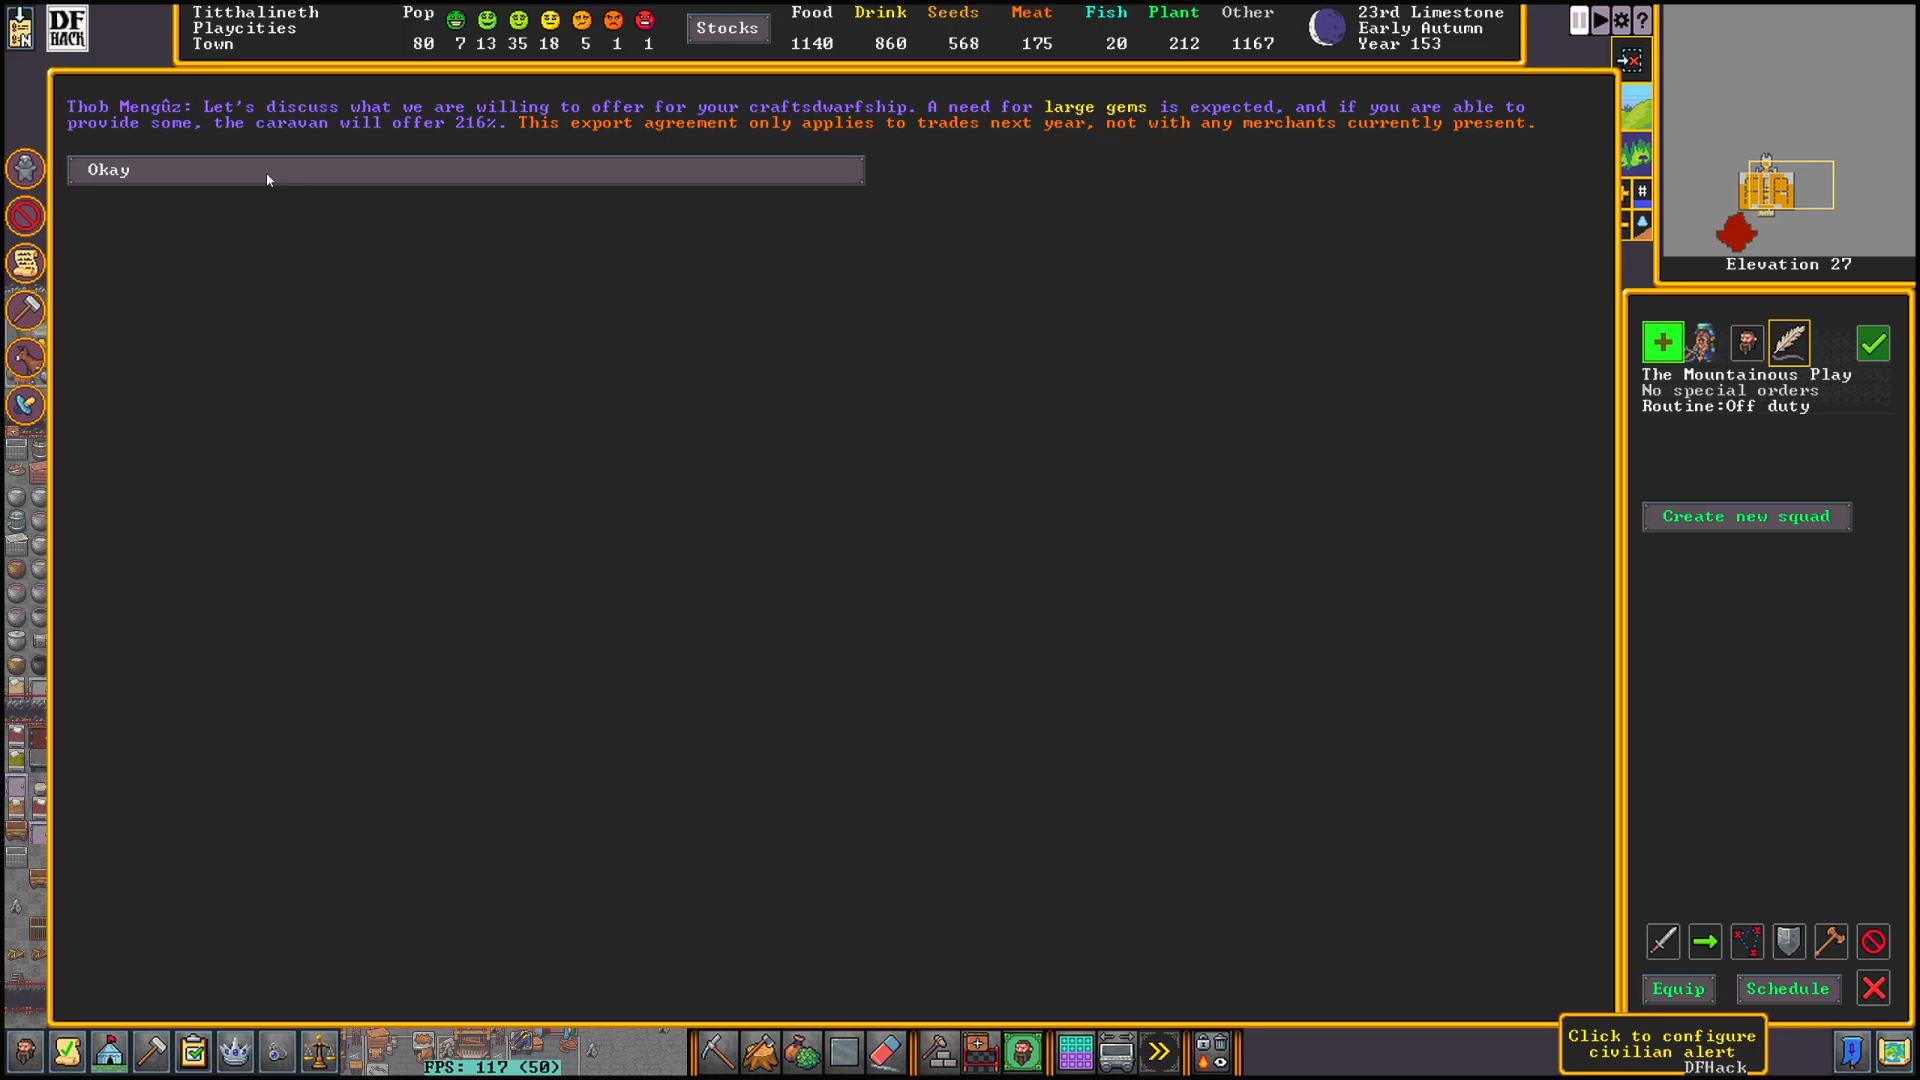 DF
HACK
Titthalineth
Playcities
Town
Pop
80 7 13 35 18 5 1 1
Stocks
Food Drink Seeds Meat Fish Plant Other
1140 860 568 175 20 212 1167
23rd Limestone
Early Autumn
Year 153
Thob Mengûz: Let's discuss what we are willing to offer for your craftsdwarfship. A need for large gems is expected, and if you are able to
provide some, the caravan will offer 216%. This export agreement only applies to trades next year, not with any merchants currently present.
Okay
#
?
Elevation 27
The Mountainous Play
No special orders
Routine:Off duty
Create new squad
Equip
Schedule
FPS: 117 (50)
Click to configure
civilian alert
DFHack